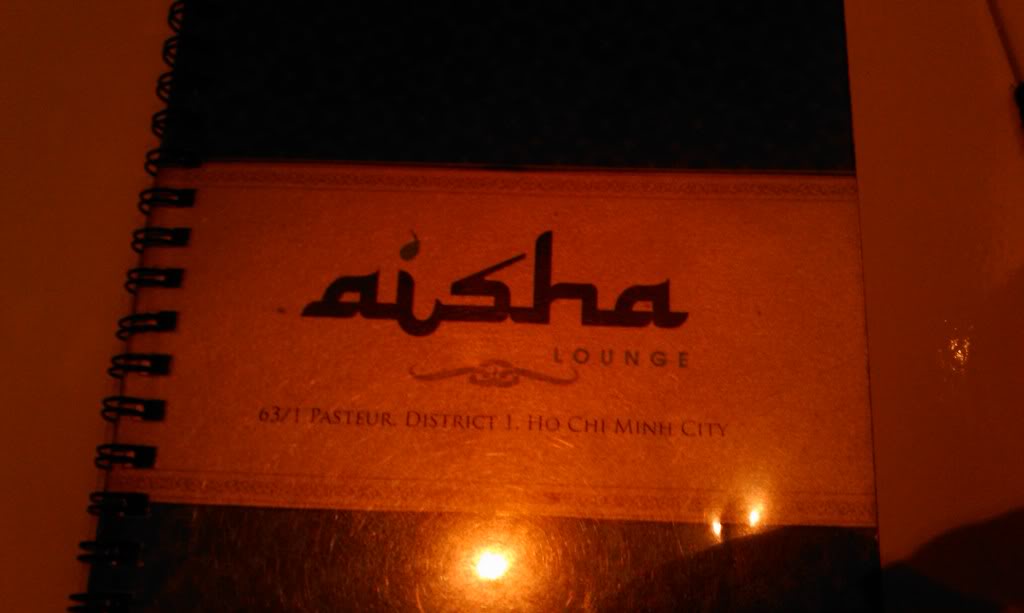 aisha
LOUNGE
63/1 PASTEUR, DISTRICT 1, HO CHI MINH CITY